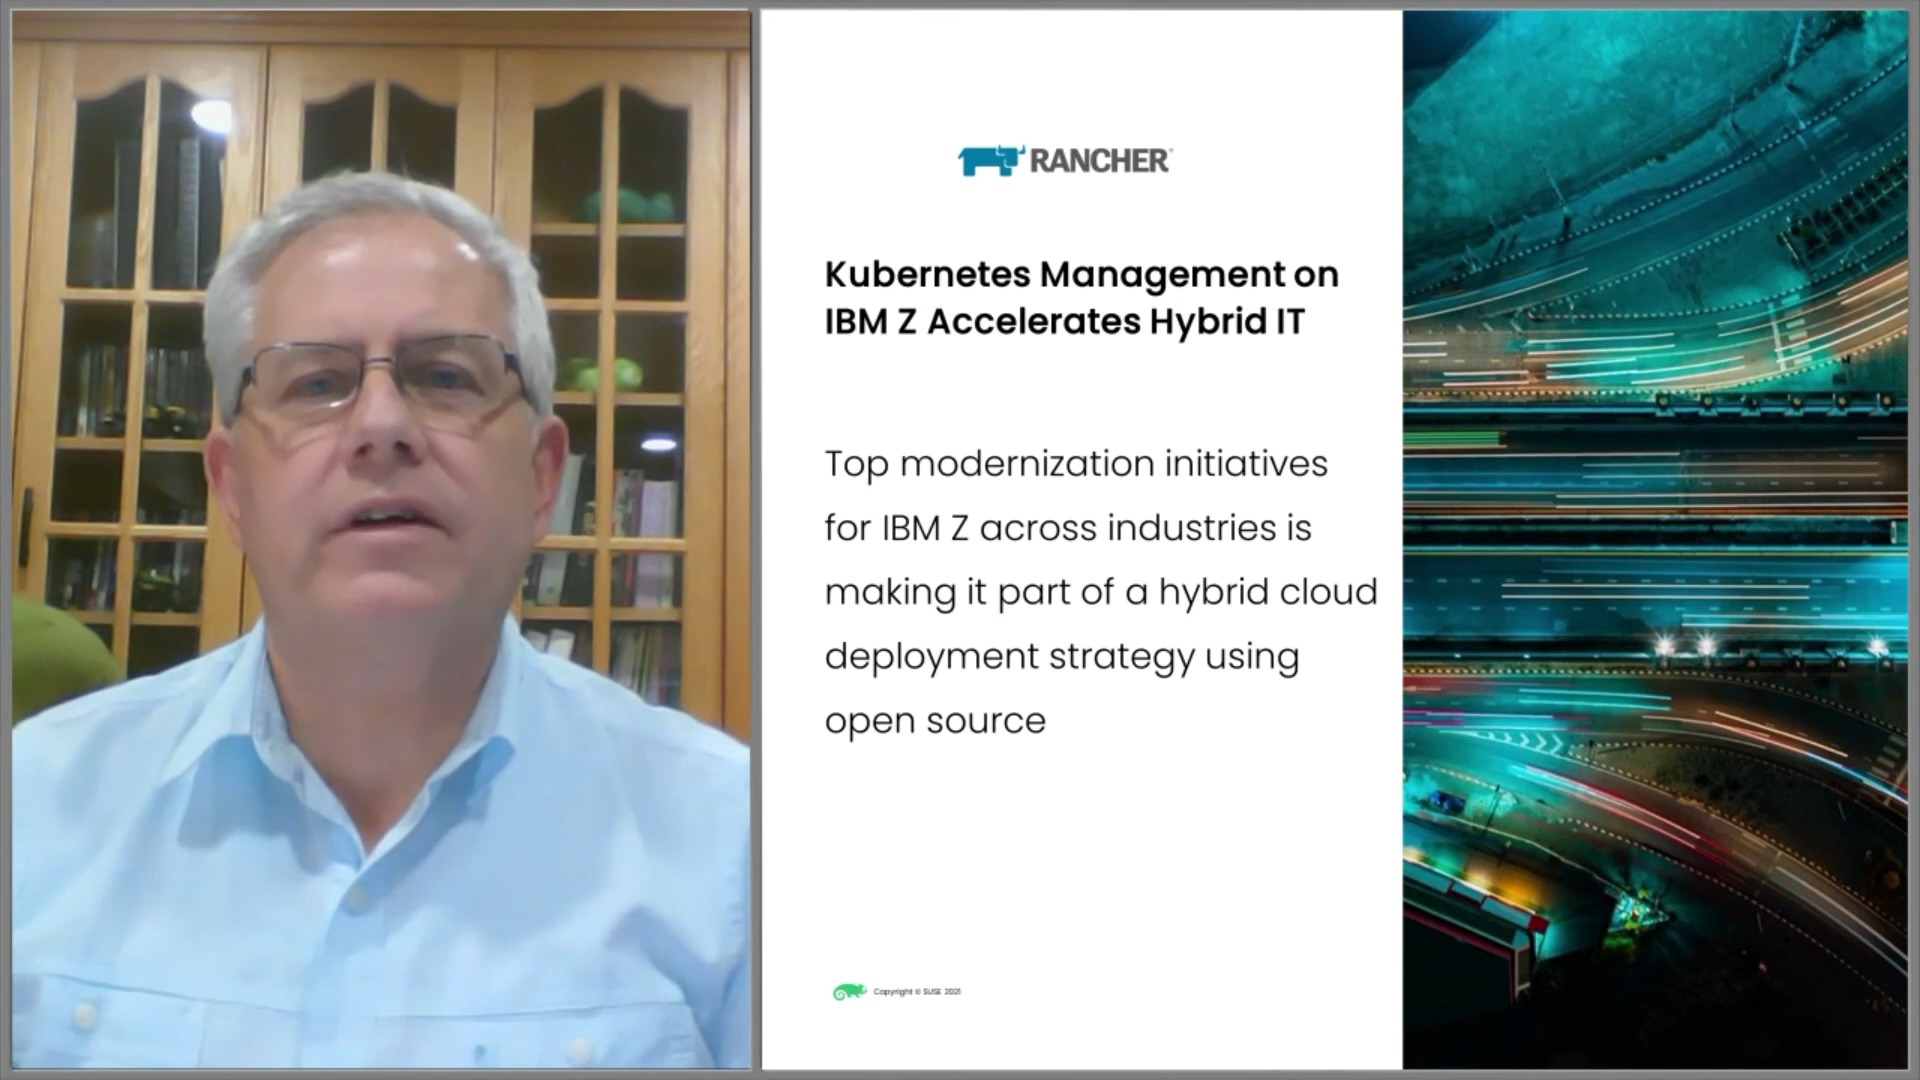 RANCHER
Kubernetes Management on
IBM Z Accelerates Hybrid IT
Top modernization initiatives
for IBM Z across industries is
making it part of a hybrid cloud
deployment strategy using
open source
Copyright © SUSE 2021